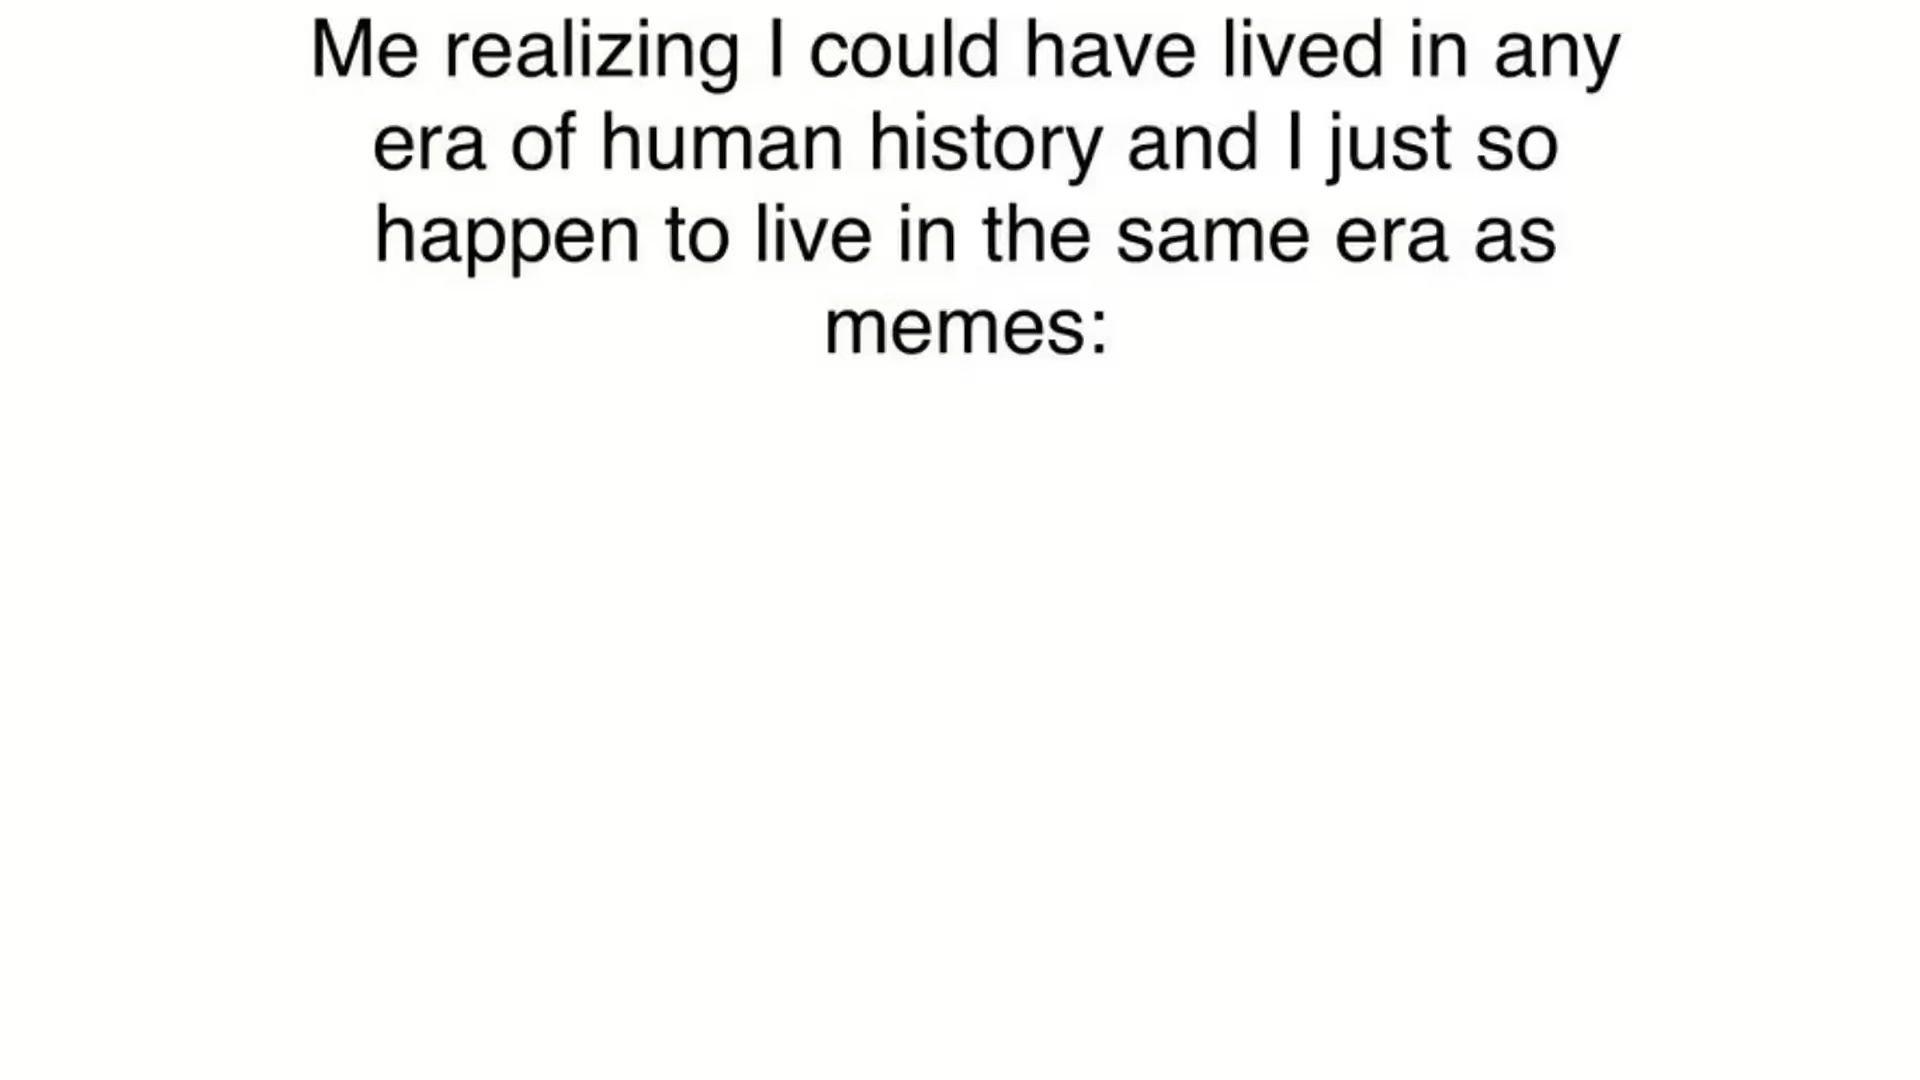 Me realizing I could have lived in any
era of human history and I just so
happen to live in the same era as
memes: